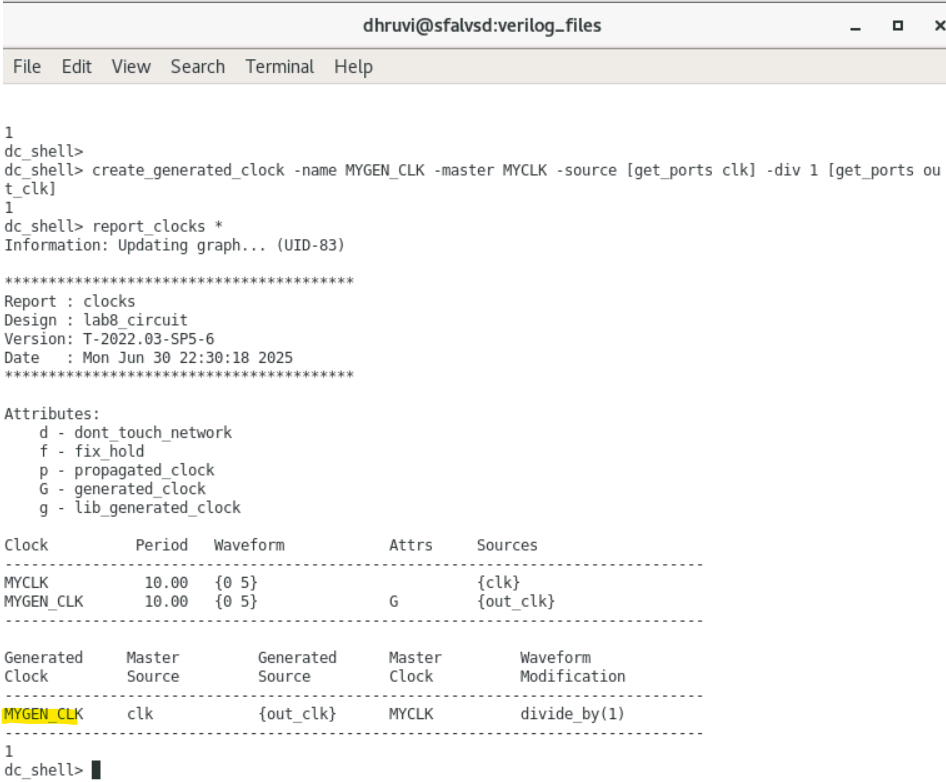 dhruvi@sfalvsd:verilog_files
File Edit View Search Terminal Help
1
dc_shell>
dc_shell> create_generated_clock -name MYGEN_CLK -master MYCLK -source [get_ports clk] -div 1 [get_ports ou
t_clk]
1
dc_shell> report_clocks *
Information: Updating graph... (UID-83)
****************************************
Report : clocks
Design : lab8_circuit
Version: T-2022.03-SP5-6
Date   : Mon Jun 30 22:30:18 2025
****************************************
Attributes:
    d - dont_touch_network
    f - fix_hold
    p - propagated_clock
    G - generated_clock
    g - lib_generated_clock
Clock          Period   Waveform            Attrs     Sources
--------------------------------------------------------------------------------
MYCLK           10.00   {0 5}                         {clk}
MYGEN_CLK       10.00   {0 5}               G         {out_clk}
--------------------------------------------------------------------------------
Generated     Master         Generated      Master         Waveform
Clock         Source         Source         Clock          Modification
--------------------------------------------------------------------------------
MYGEN_CLK     clk            {out_clk}      MYCLK          divide_by(1)
--------------------------------------------------------------------------------
1
dc_shell>